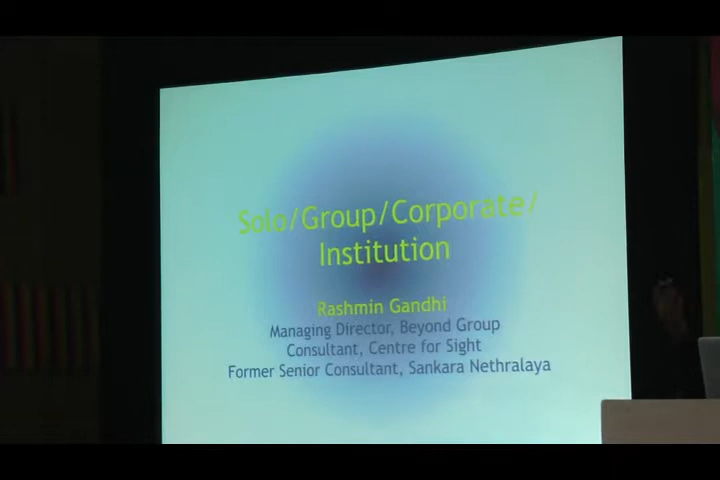 Solo/Group/Corporate/
Institution
Rashmin Gandhi
Managing Director, Beyond Group
Consultant, Centre for Sight
Former Senior Consultant, Sankara Nethralaya